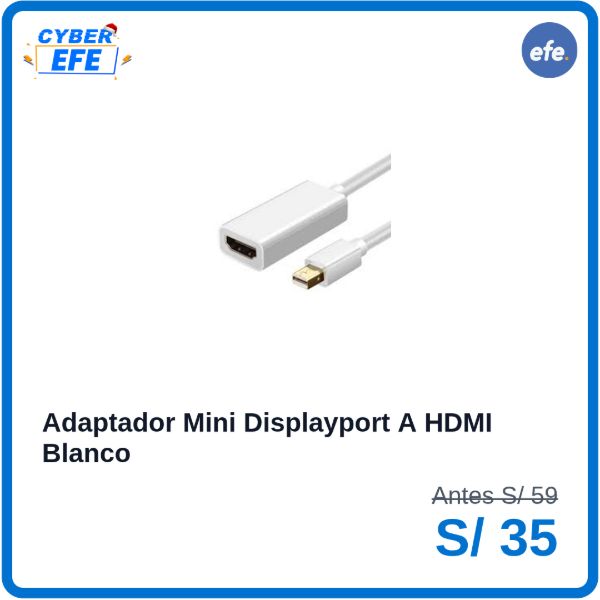 CYBER
EFE
efe.
Adaptador Mini Displayport A HDMI
Blanco
Antes S/ 59
S/ 35